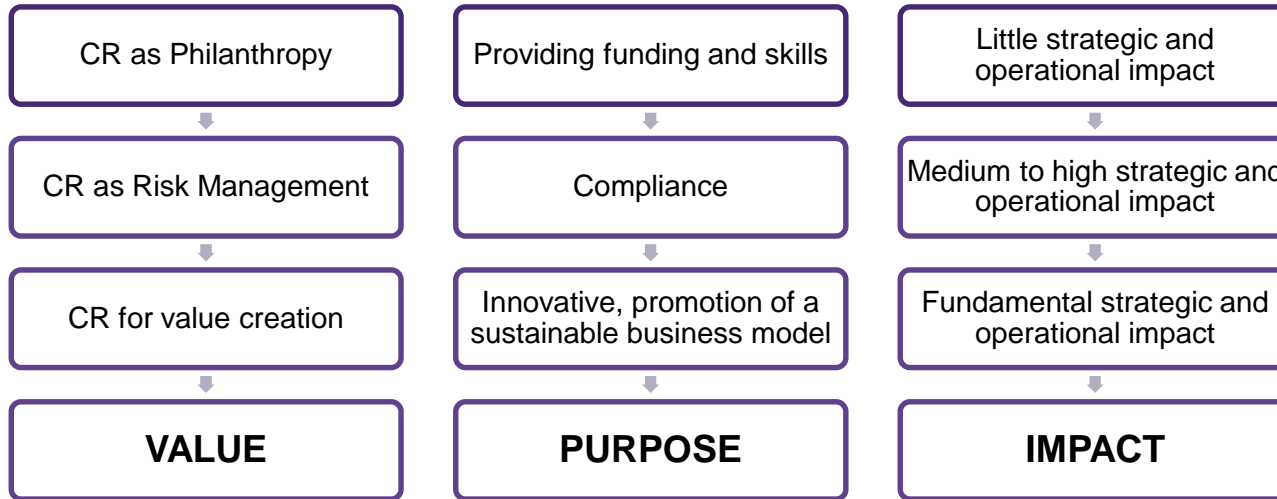 CR as Philanthropy
Providing funding and skills
Little strategic and
operational impact
CR as Risk Management
Compliance
Medium to high strategic and
operational impact
CR for value creation
Innovative, promotion of a
sustainable business model
Fundamental strategic and
operational impact
VALUE
PURPOSE
IMPACT